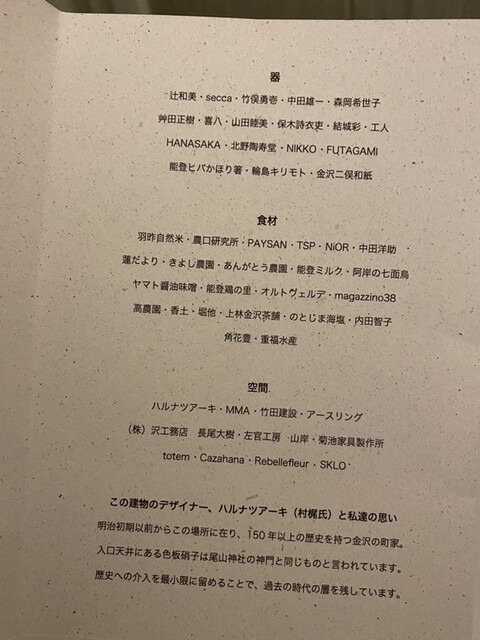 器
辻和美・secca・竹俣勇壱・中田雄一・森岡希世子
艸田正樹・喜八・山田睦美・保木詩衣吏・結城彩・工人
HANASAKA・北野陶寿堂・NIKKO・FUTAGAMI
能登ヒバかほり箸・輪島キリモト・金沢二俣和紙
食材
羽咋自然米・農口研究所・PAYSAN・TSP・NiOR・中田洋助
蓮だより・きよし農園・あんがとう農園・能登ミルク・阿岸の七面鳥
ヤマト醤油味噌・能登鶏の里・オルトヴェルデ・magazzino38
高農園・香土・堀他・上林金沢茶舗・のとじま海塩・内田智子
角花豊・重福水産
空間
ハルナツアーキ・MMA・竹田建設・アースリング
（株）沢工務店　長尾大樹・左官工房　山岸・菊池家具製作所
totem・Cazahana・Rebellefleur・SKLO
この建物のデザイナー、ハルナツアーキ（村梶氏）と私達の思い
明治初期以前からこの場所に在り、150年以上の歴史を持つ金沢の町家。
入口天井にある色板硝子は尾山神社の神門と同じものと言われています。
歴史への介入を最小限に留めることで、過去の時代の層を残しています。